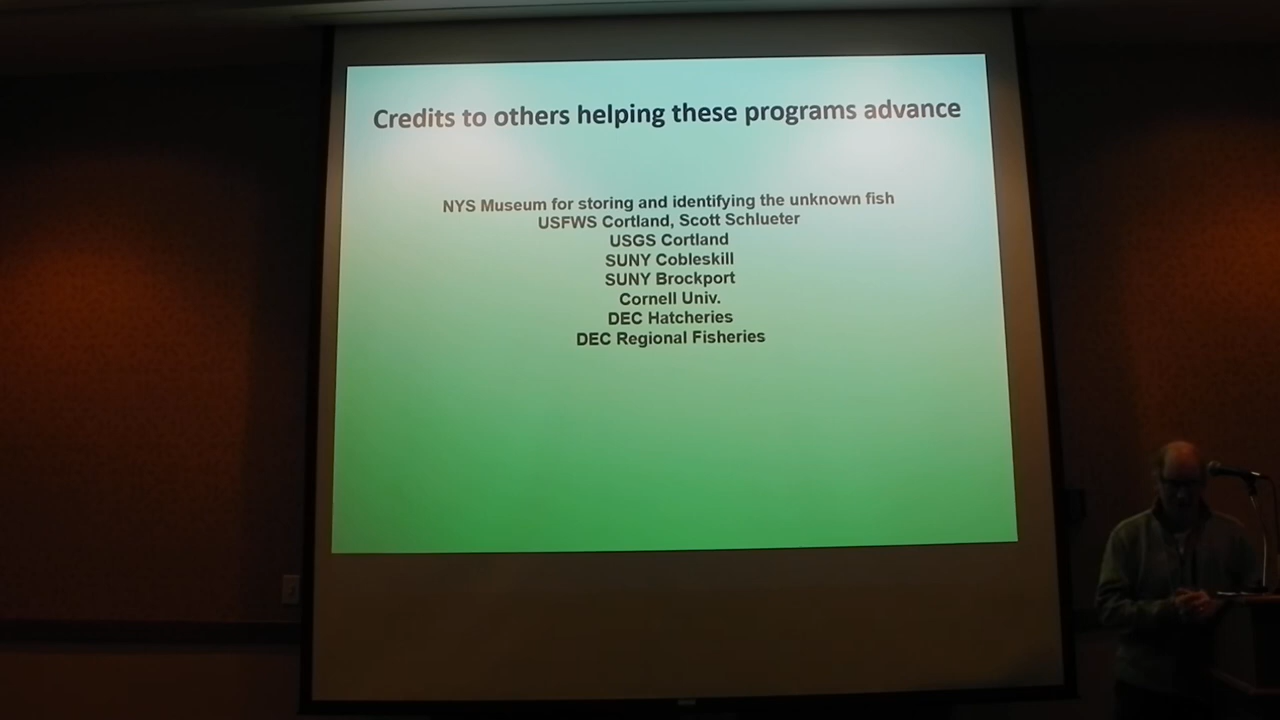 Credits to others helping these programs advance
NYS Museum for storing and identifying the unknown fish
USFWS Cortland, Scott Schlueter
USGS Cortland
SUNY Cobleskill
SUNY Brockport
Cornell Univ.
DEC Hatcheries
DEC Regional Fisheries